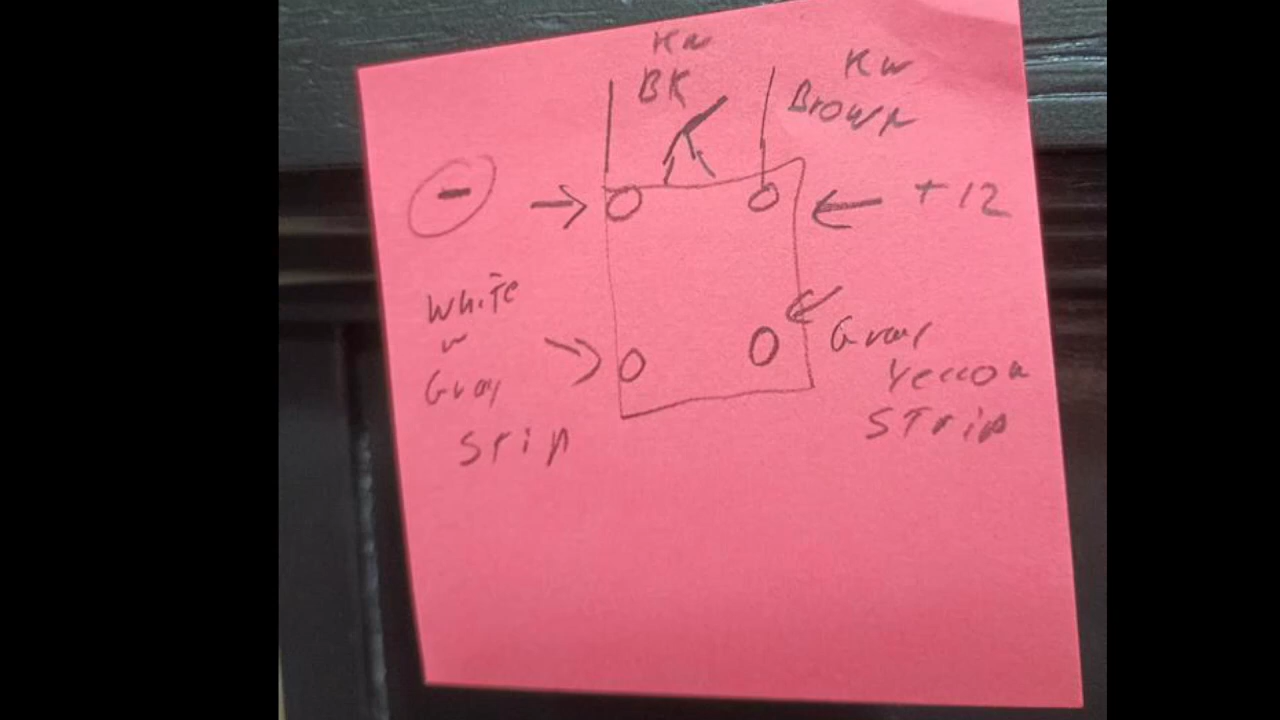 Kw
BK
Kw
Brown
-
+12
White
w
Gray
Strip
Gray
Yellow
Strip